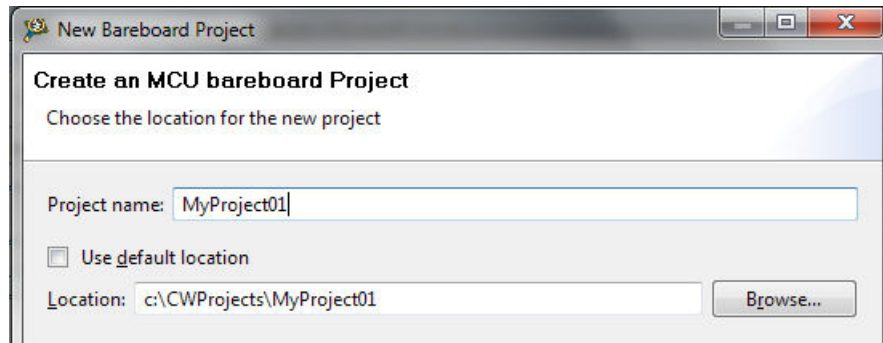 New Bareboard Project
Create an MCU bareboard Project
Choose the location for the new project
Project name: MyProject01
Use default location
Location: c:\CWProjects\MyProject01 Browse...